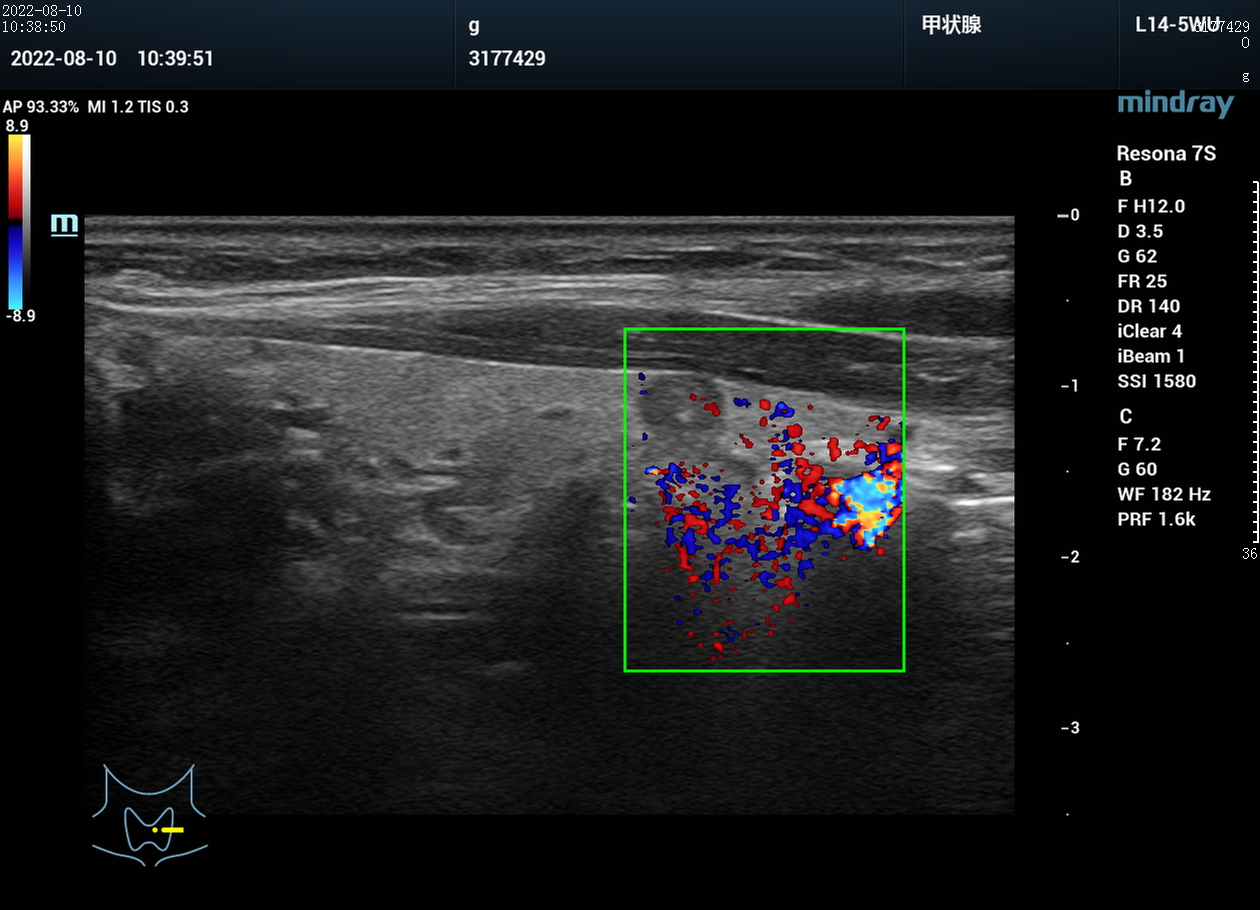 2022-08-10
10:38:50
2022-08-10 10:39:51
g
3177429
甲状腺
L14-5WU
3177429
O
g
AP 93.33% MI 1.2 TIS 0.3
8.9
-8.9
m
mindray
Resona 7S
B
F H12.0
D 3.5
G 62
FR 25
DR 140
iClear 4
iBeam 1
SSI 1580
C
F 7.2
G 60
WF 182 Hz
PRF 1.6k
0
-1
-2
-3
36